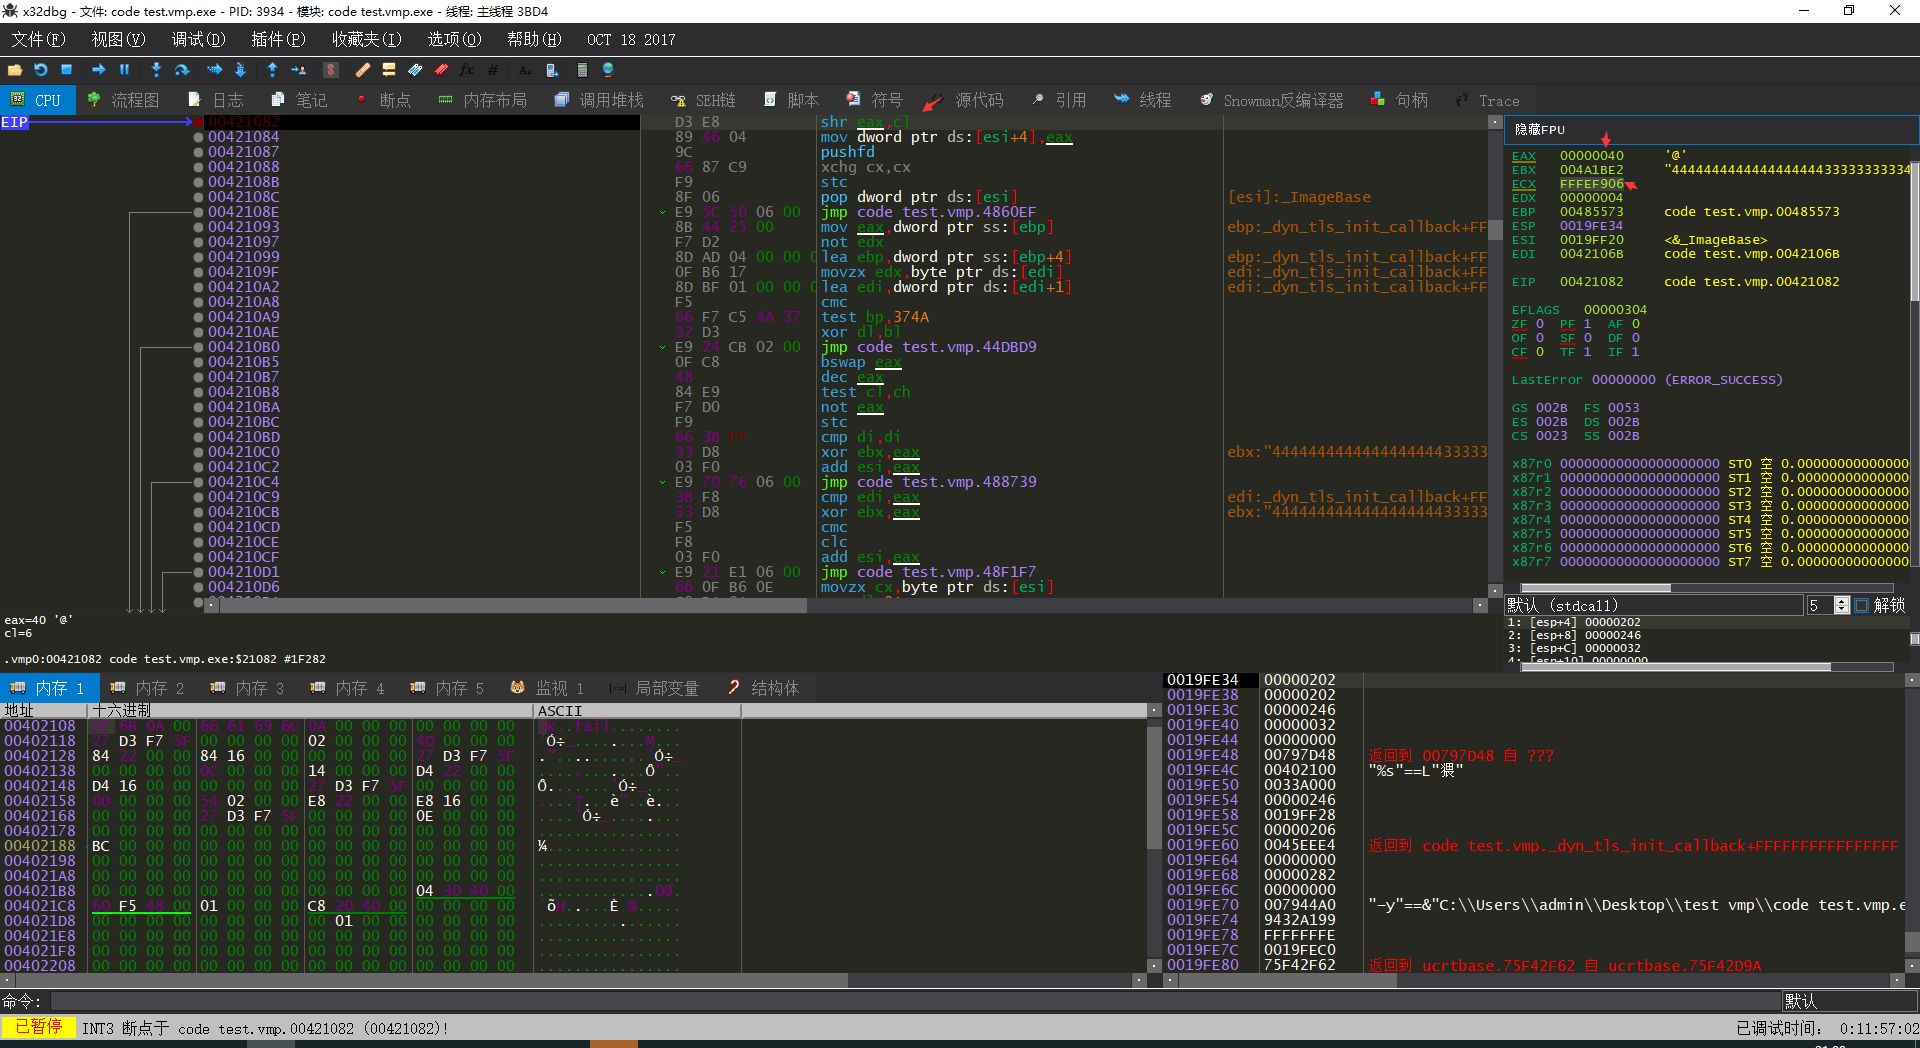 x32dbg - 文件: code test.vmp.exe - PID: 3934 - 模块: code test.vmp.exe - 线程: 主线程 3BD4
文件(F) 视图(V) 调试(D) 插件(P) 收藏夹(I) 选项(O) 帮助(H) OCT 18 2017
CPU 流程图 日志 笔记 断点 内存布局 调用堆栈 SEH链 脚本 符号 源代码 引用 线程 Snowman反编译器 句柄 Trace
EIP 00421082 D3 E8 shr eax,cl
00421084 89 46 04 mov dword ptr ds:[esi+4],eax
00421087 9C pushfd
00421088 66 87 C9 xchg cx,cx
0042108B F9 stc
0042108C 8F 06 pop dword ptr ds:[esi] [esi]:_ImageBase
0042108E E9 5C 50 06 00 jmp code test.vmp.4860EF
00421093 8B 44 25 00 mov eax,dword ptr ss:[ebp] ebp:_dyn_tls_init_callback+FF
00421097 F7 D2 not edx
00421099 8D AD 04 00 00 0 lea ebp,dword ptr ss:[ebp+4] ebp:_dyn_tls_init_callback+FF
0042109F 0F B6 17 movzx edx,byte ptr ds:[edi] edi:_dyn_tls_init_callback+FF
004210A2 8D BF 01 00 00 0 lea edi,dword ptr ds:[edi+1] edi:_dyn_tls_init_callback+FF
004210A8 F5 cmc
004210A9 66 F7 C5 4A 37 test bp,374A
004210AE 32 D3 xor dl,bl
004210B0 E9 24 CB 02 00 jmp code test.vmp.44DBD9
004210B5 0F C8 bswap eax
004210B7 48 dec eax
004210B8 84 E9 test cl,ch
004210BA F7 D0 not eax
004210BC F9 stc
004210BD 66 3B FF cmp di,di
004210C0 33 D8 xor ebx,eax ebx:"4444444444444444444433333
004210C2 03 F0 add esi,eax
004210C4 E9 70 76 06 00 jmp code test.vmp.488739
004210C9 3B F8 cmp edi,eax edi:_dyn_tls_init_callback+FF
004210CB 33 D8 xor ebx,eax ebx:"4444444444444444444433333
004210CD F5 cmc
004210CE F8 clc
004210CF 03 F0 add esi,eax
004210D1 E9 21 E1 06 00 jmp code test.vmp.48F1F7
004210D6 66 0F B6 0E movzx cx,byte ptr ds:[esi]
eax=40 '@'
cl=6
.vmp0:00421082 code test.vmp.exe:$21082 #1F282
隐藏FPU
EAX 00000040 '@'
EBX 004A1BE2 "4444444444444444444433333333334
ECX FFFEF906
EDX 00000004
EBP 00485573 code test.vmp.00485573
ESP 0019FE34
ESI 0019FF20 <&_ImageBase>
EDI 0042106B code test.vmp.0042106B
EIP 00421082 code test.vmp.00421082
EFLAGS 00000304
ZF 0 PF 1 AF 0
OF 0 SF 0 DF 0
CF 0 TF 1 IF 1
LastError 00000000 (ERROR_SUCCESS)
GS 002B FS 0053
ES 002B DS 002B
CS 0023 SS 002B
x87r0 00000000000000000000 ST0 空 0.00000000000000
x87r1 00000000000000000000 ST1 空 0.00000000000000
x87r2 00000000000000000000 ST2 空 0.00000000000000
x87r3 00000000000000000000 ST3 空 0.00000000000000
x87r4 00000000000000000000 ST4 空 0.00000000000000
x87r5 00000000000000000000 ST5 空 0.00000000000000
x87r6 00000000000000000000 ST6 空 0.00000000000000
x87r7 00000000000000000000 ST7 空 0.00000000000000
默认 (stdcall) 5 解锁
1: [esp+4] 00000202
2: [esp+8] 00000246
3: [esp+C] 00000032
4: [esp+10] 00000000
内存 1 内存 2 内存 3 内存 4 内存 5 监视 1 局部变量 结构体
地址 十六进制 ASCII
00402108 6F 6B 0A 00 66 61 69 6C 0A 00 00 00 00 00 00 00
00402118 27 D3 F7 5F 00 00 00 00 02 00 00 00 4D 00 00 00
00402128 84 22 00 00 84 16 00 00 00 00 00 00 27 D3 F7 5F
00402138 00 00 00 00 0C 00 00 00 14 00 00 00 D4 22 00 00
00402148 D4 16 00 00 00 00 00 00 27 D3 F7 5F 00 00 00 00
00402158 0D 00 00 00 54 02 00 00 E8 22 00 00 E8 16 00 00
00402168 00 00 00 00 27 D3 F7 5F 00 00 00 00 0E 00 00 00
00402178 00 00 00 00 00 00 00 00 00 00 00 00 00 00 00 00
00402188 BC 00 00 00 00 00 00 00 00 00 00 00 00 00 00 00
00402198 00 00 00 00 00 00 00 00 00 00 00 00 00 00 00 00
004021A8 00 00 00 00 00 00 00 00 00 00 00 00 00 00 00 00
004021B8 00 00 00 00 00 00 00 00 00 00 00 00 04 30 40 00
004021C8 60 F5 48 00 01 00 00 00 C8 20 40 00 00 00 00 00
004021D8 00 00 00 00 00 00 00 00 00 01 00 00 00 00 00 00
004021E8 00 00 00 00 00 00 00 00 00 00 00 00 00 00 00 00
004021F8 00 00 00 00 00 00 00 00 00 00 00 00 00 00 00 00
00402208 00 00 00 00 00 00 00 00 00 00 00 00 00 00 00 00
0019FE34 00000202
0019FE38 00000202
0019FE3C 00000246
0019FE40 00000032
0019FE44 00000000
0019FE48 00797D48 返回到 00797D48 自 ???
0019FE4C 00402100 "%s"==L"猥"
0019FE50 0033A000
0019FE54 00000246
0019FE58 0019FF28
0019FE5C 00000206
0019FE60 0045EEE4 返回到 code test.vmp._dyn_tls_init_callback+FFFFFFFFFFFFFFFF
0019FE64 00000000
0019FE68 00000282
0019FE6C 00000000
0019FE70 007944A0 "-y"==&"C:\\Users\\admin\\Desktop\\test vmp\\code test.vmp.e
0019FE74 9432A199
0019FE78 FFFFFFFE
0019FE7C 0019FEC0
0019FE80 75F42F62 返回到 ucrtbase.75F42F62 自 ucrtbase.75F42D9A
命令: 默认
已暂停 INT3 断点于 code test.vmp.00421082 (00421082)! 已调试时间: 0:11:57:02